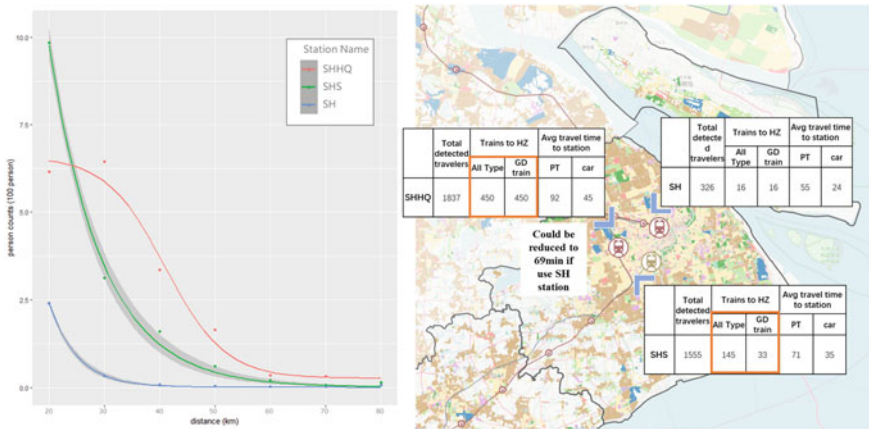 Station Name
SHHQ
SHS
SH
10.0
7.5
5.0
2.5
0.0
person counts (100 person)
20
30
40
50
60
70
80
distance (km)
Total detected travelers
Trains to HZ
Avg travel time to station
All Type
GD train
PT
car
SHHQ
1837
450
450
92
45
Could be
reduced to
69min if
use SH
station
Total
detecte
d
travelers
Trains to HZ
Avg travel time
to station
All
Type
GD
train
PT
car
SH
326
16
16
55
24
Total
detected
travelers
Trains to HZ
Avg travel time
to station
All Type
GD
train
PT
car
SHS
1555
145
33
71
35